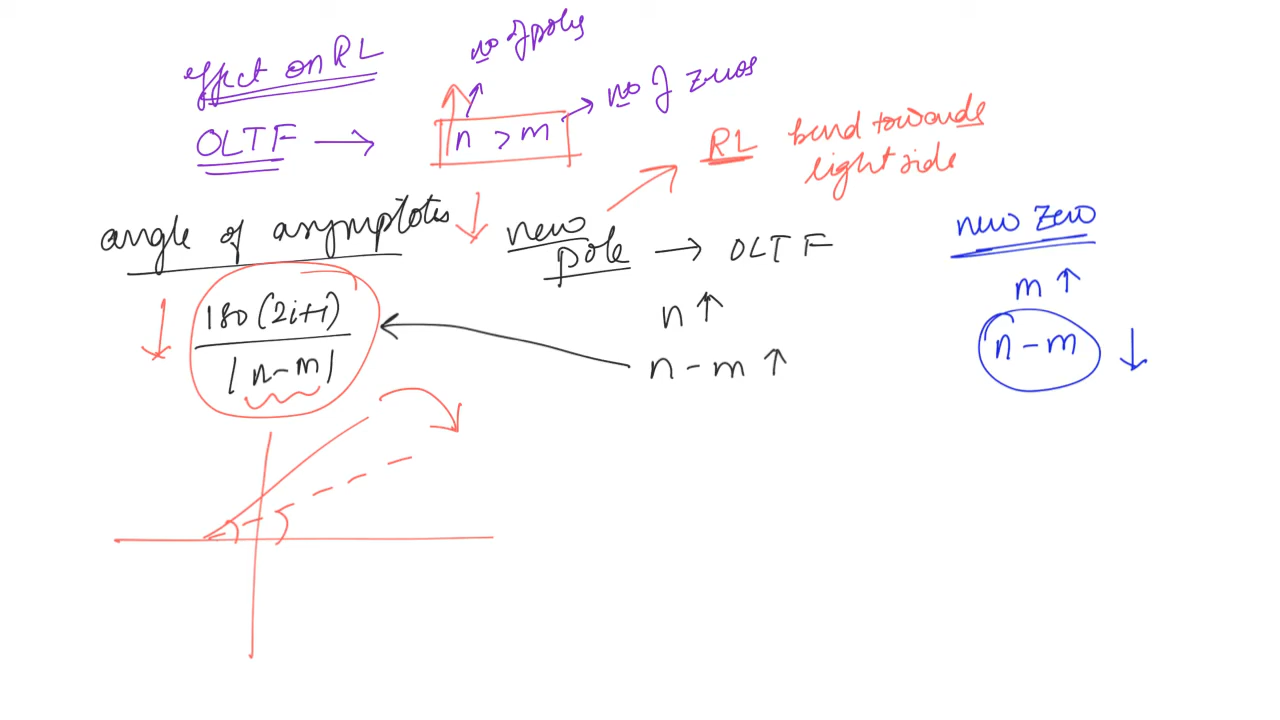 effect on RL
no of poles
no of zeros
OLTF → n > m
RL bend towards
right side
angle of asymptotes ↓
new
pole → OLTF
new zero
m ↑
n ↑
↓ 180 (2i+1)
|n-m|
n - m ↑
n - m ↓